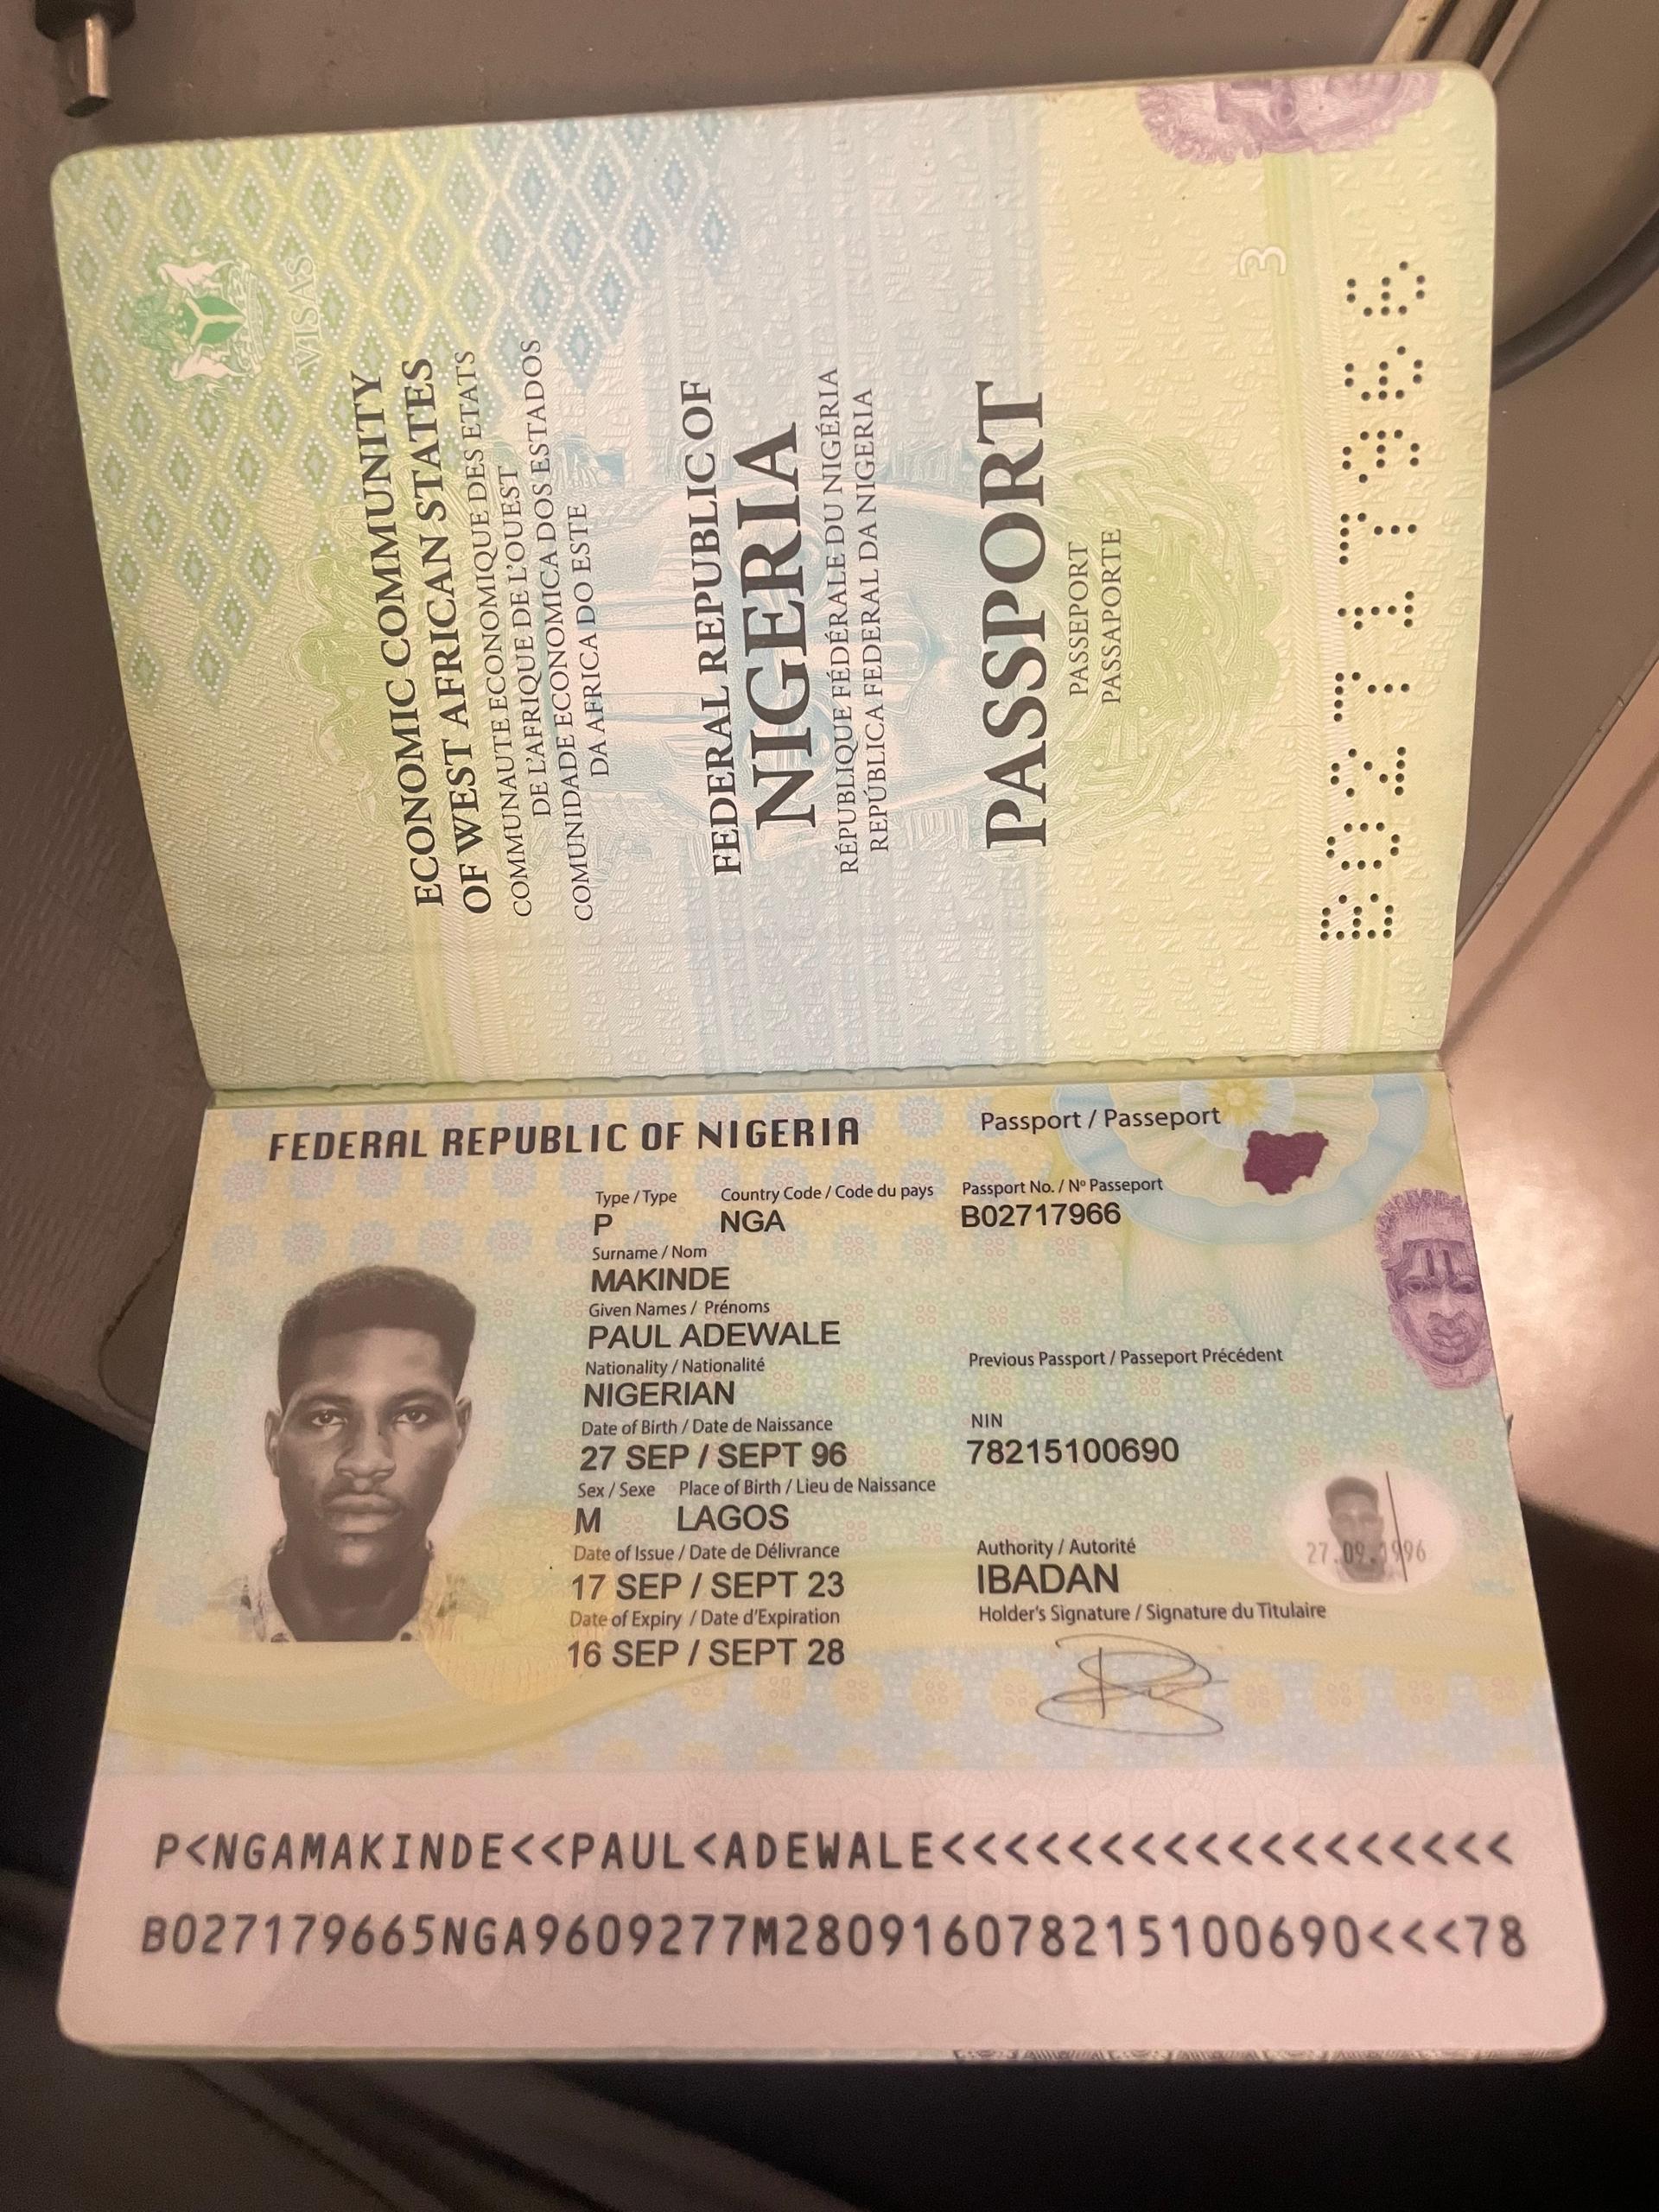 VISAS
ECONOMIC COMMUNITY
OF WEST AFRICAN STATES
COMMUNAUTE ECONOMIQUE DES ETATS
DE L'AFRIQUE DE L'OUEST
COMUNIDADE ECONOMICA DOS ESTADOS
DA AFRICA DO ESTE
FEDERAL REPUBLIC OF
NIGERIA
RÉPUBLIQUE FÉDÉRALE DU NIGÉRIA
REPÚBLICA FEDERAL DA NIGERIA
PASSPORT
PASSEPORT
PASSAPORTE
3
B02717966
FEDERAL REPUBLIC OF NIGERIA
Passport / Passeport
Type / Type Country Code / Code du pays Passport No. / Nº Passeport
P NGA B02717966
Surname / Nom
MAKINDE
Given Names / Prénoms
PAUL ADEWALE
Nationality / Nationalité Previous Passport / Passeport Précédent
NIGERIAN
Date of Birth / Date de Naissance NIN
27 SEP / SEPT 96 78215100690
Sex / Sexe Place of Birth / Lieu de Naissance
M LAGOS
27.09.1996
Date of Issue / Date de Délivrance Authority / Autorité
17 SEP / SEPT 23 IBADAN
Date of Expiry / Date d'Expiration Holder's Signature / Signature du Titulaire
16 SEP / SEPT 28
P<NGAMAKINDE<<PAUL<ADEWALE<<<<<<<<<<<<<<<<<<
B027179665NGA9609277M280916078215100690<<<78